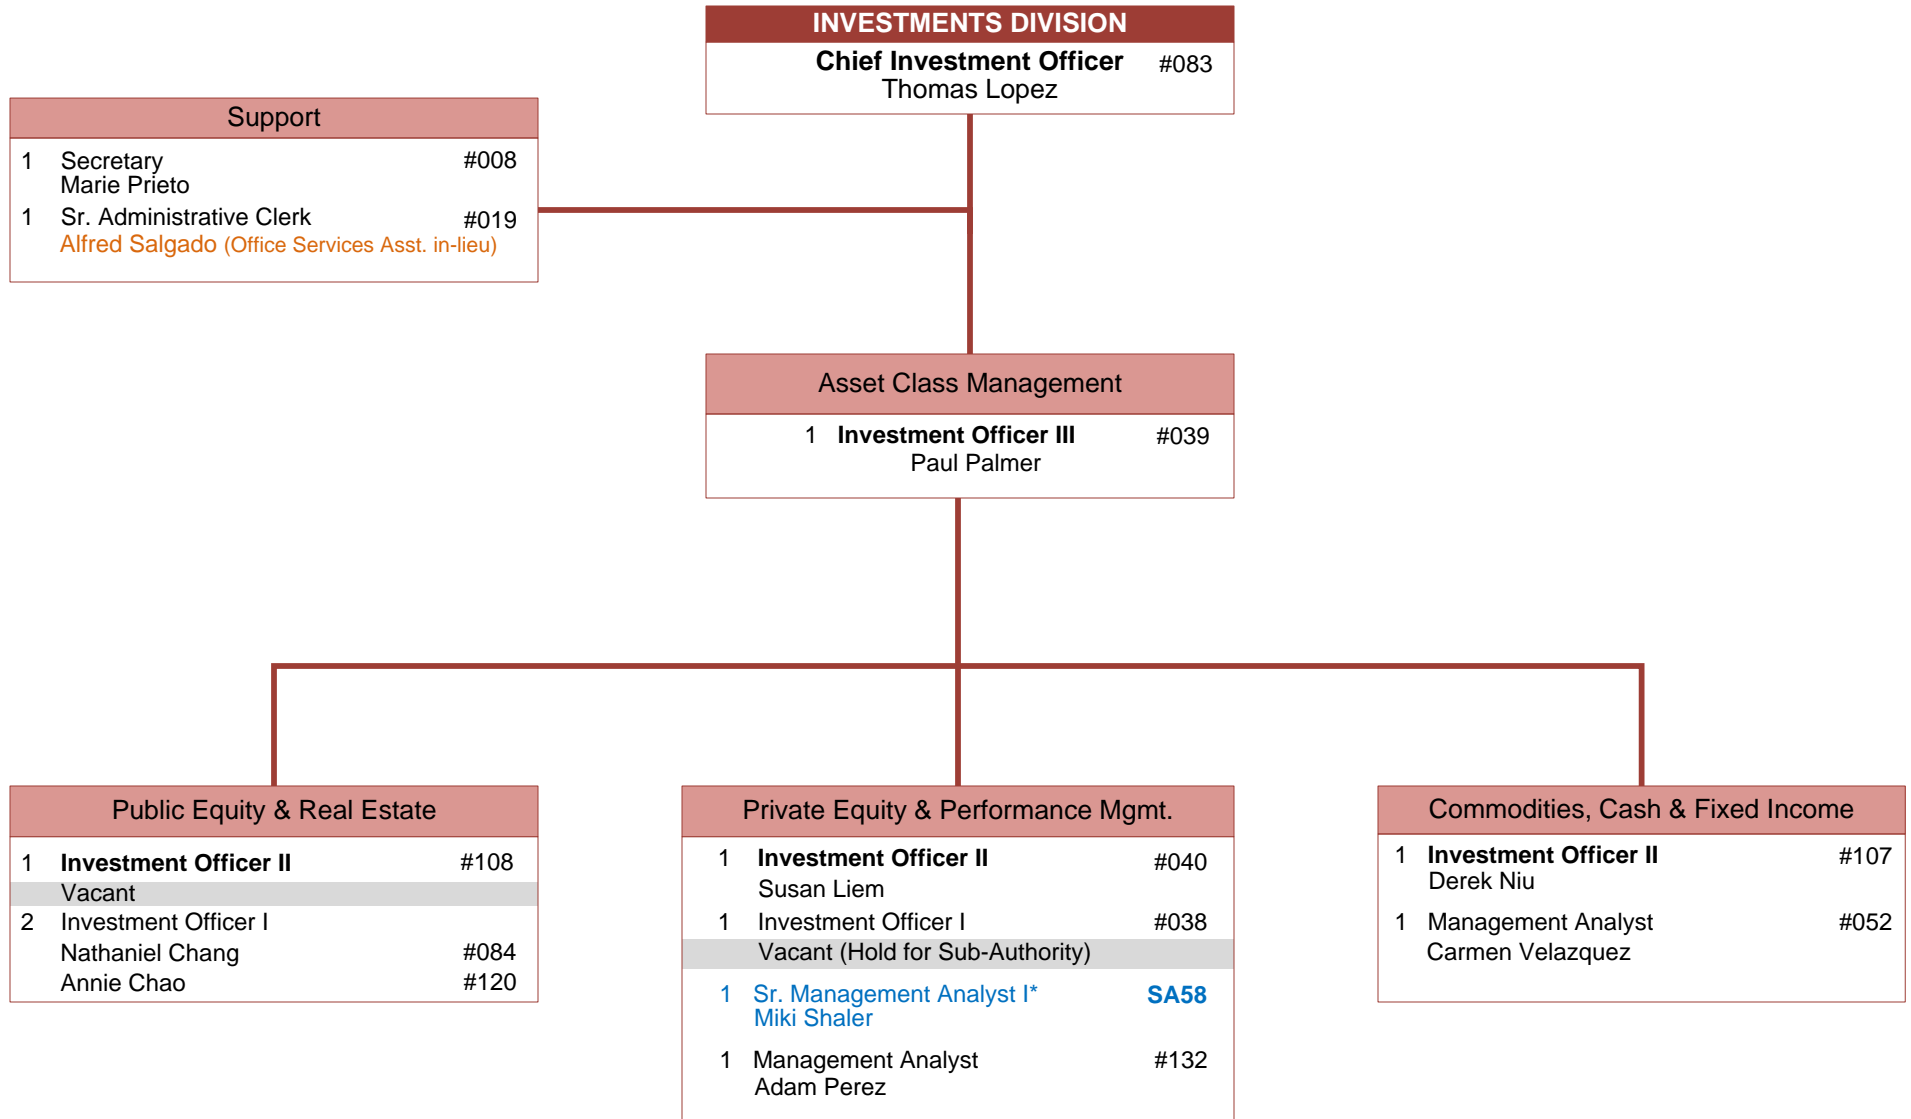 INVESTMENTS DIVISION
Chief Investment Officer #083
Thomas Lopez
Support
1 Secretary #008
Marie Prieto
1 Sr. Administrative Clerk #019
Alfred Salgado (Office Services Asst. in-lieu)
Asset Class Management
1 Investment Officer III #039
Paul Palmer
Public Equity & Real Estate
1 Investment Officer II #108
Vacant
2 Investment Officer I
Nathaniel Chang #084
Annie Chao #120
Private Equity & Performance Mgmt.
1 Investment Officer II #040
Susan Liem
1 Investment Officer I #038
Vacant (Hold for Sub-Authority)
1 Sr. Management Analyst I* SA58
Miki Shaler
1 Management Analyst #132
Adam Perez
Commodities, Cash & Fixed Income
1 Investment Officer II #107
Derek Niu
1 Management Analyst #052
Carmen Velazquez